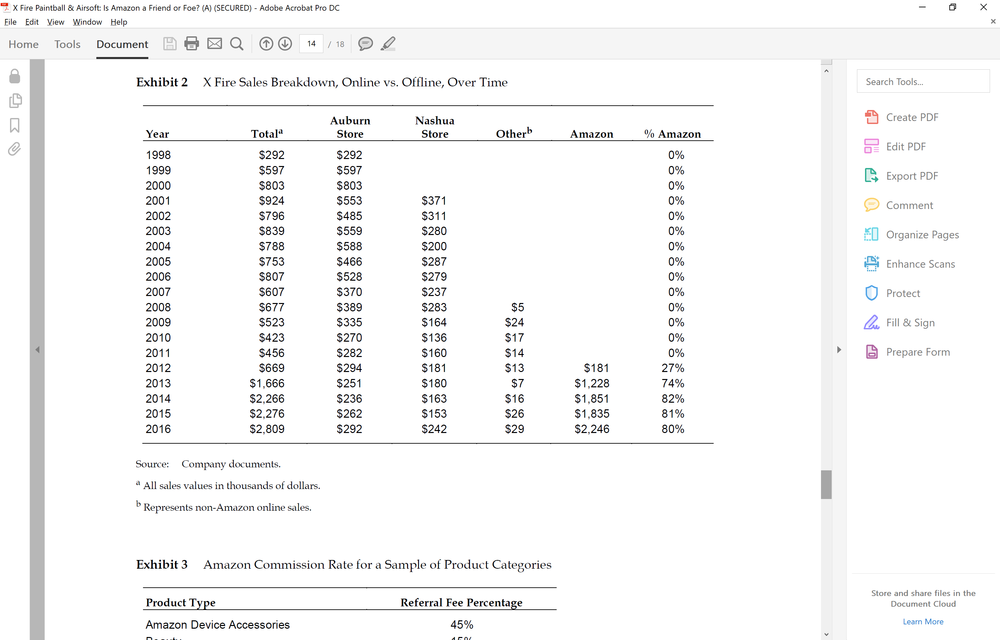 X Fire Paintball & Airsoft: Is Amazon a Friend or Foe? (A) (SECURED) - Adobe Acrobat Pro DC
File Edit View Window Help
Home Tools Document 14 / 18
Exhibit 2 X Fire Sales Breakdown, Online vs. Offline, Over Time
Auburn Nashua
Year Totala Store Store Otherb Amazon % Amazon
1998 $292 $292 0%
1999 $597 $597 0%
2000 $803 $803 0%
2001 $924 $553 $371 0%
2002 $796 $485 $311 0%
2003 $839 $559 $280 0%
2004 $788 $588 $200 0%
2005 $753 $466 $287 0%
2006 $807 $528 $279 0%
2007 $607 $370 $237 0%
2008 $677 $389 $283 $5 0%
2009 $523 $335 $164 $24 0%
2010 $423 $270 $136 $17 0%
2011 $456 $282 $160 $14 0%
2012 $669 $294 $181 $13 $181 27%
2013 $1,666 $251 $180 $7 $1,228 74%
2014 $2,266 $236 $163 $16 $1,851 82%
2015 $2,276 $262 $153 $26 $1,835 81%
2016 $2,809 $292 $242 $29 $2,246 80%
Source: Company documents.
a All sales values in thousands of dollars.
b Represents non-Amazon online sales.
Exhibit 3 Amazon Commission Rate for a Sample of Product Categories
Product Type Referral Fee Percentage
Amazon Device Accessories 45%
Beauty 15%
Search Tools...
Create PDF
Edit PDF
Export PDF
Comment
Organize Pages
Enhance Scans
Protect
Fill & Sign
Prepare Form
Store and share files in the
Document Cloud
Learn More